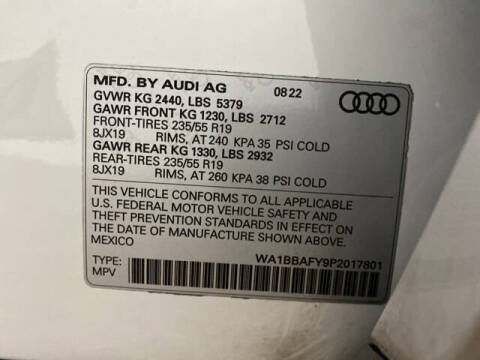 MFD. BY AUDI AG 08 22
GVWR KG 2440, LBS 5379
GAWR FRONT KG 1230, LBS 2712
FRONT-TIRES 235/55 R19
8JX19 RIMS, AT 240 KPA 35 PSI COLD
GAWR REAR KG 1330, LBS 2932
REAR-TIRES 235/55 R19
8JX19 RIMS, AT 260 KPA 38 PSI COLD
THIS VEHICLE CONFORMS TO ALL APPLICABLE
U.S. FEDERAL MOTOR VEHICLE SAFETY AND
THEFT PREVENTION STANDARDS IN EFFECT ON
THE DATE OF MANUFACTURE SHOWN ABOVE.
MEXICO
TYPE: WA1BBAFY9P2017801
MPV